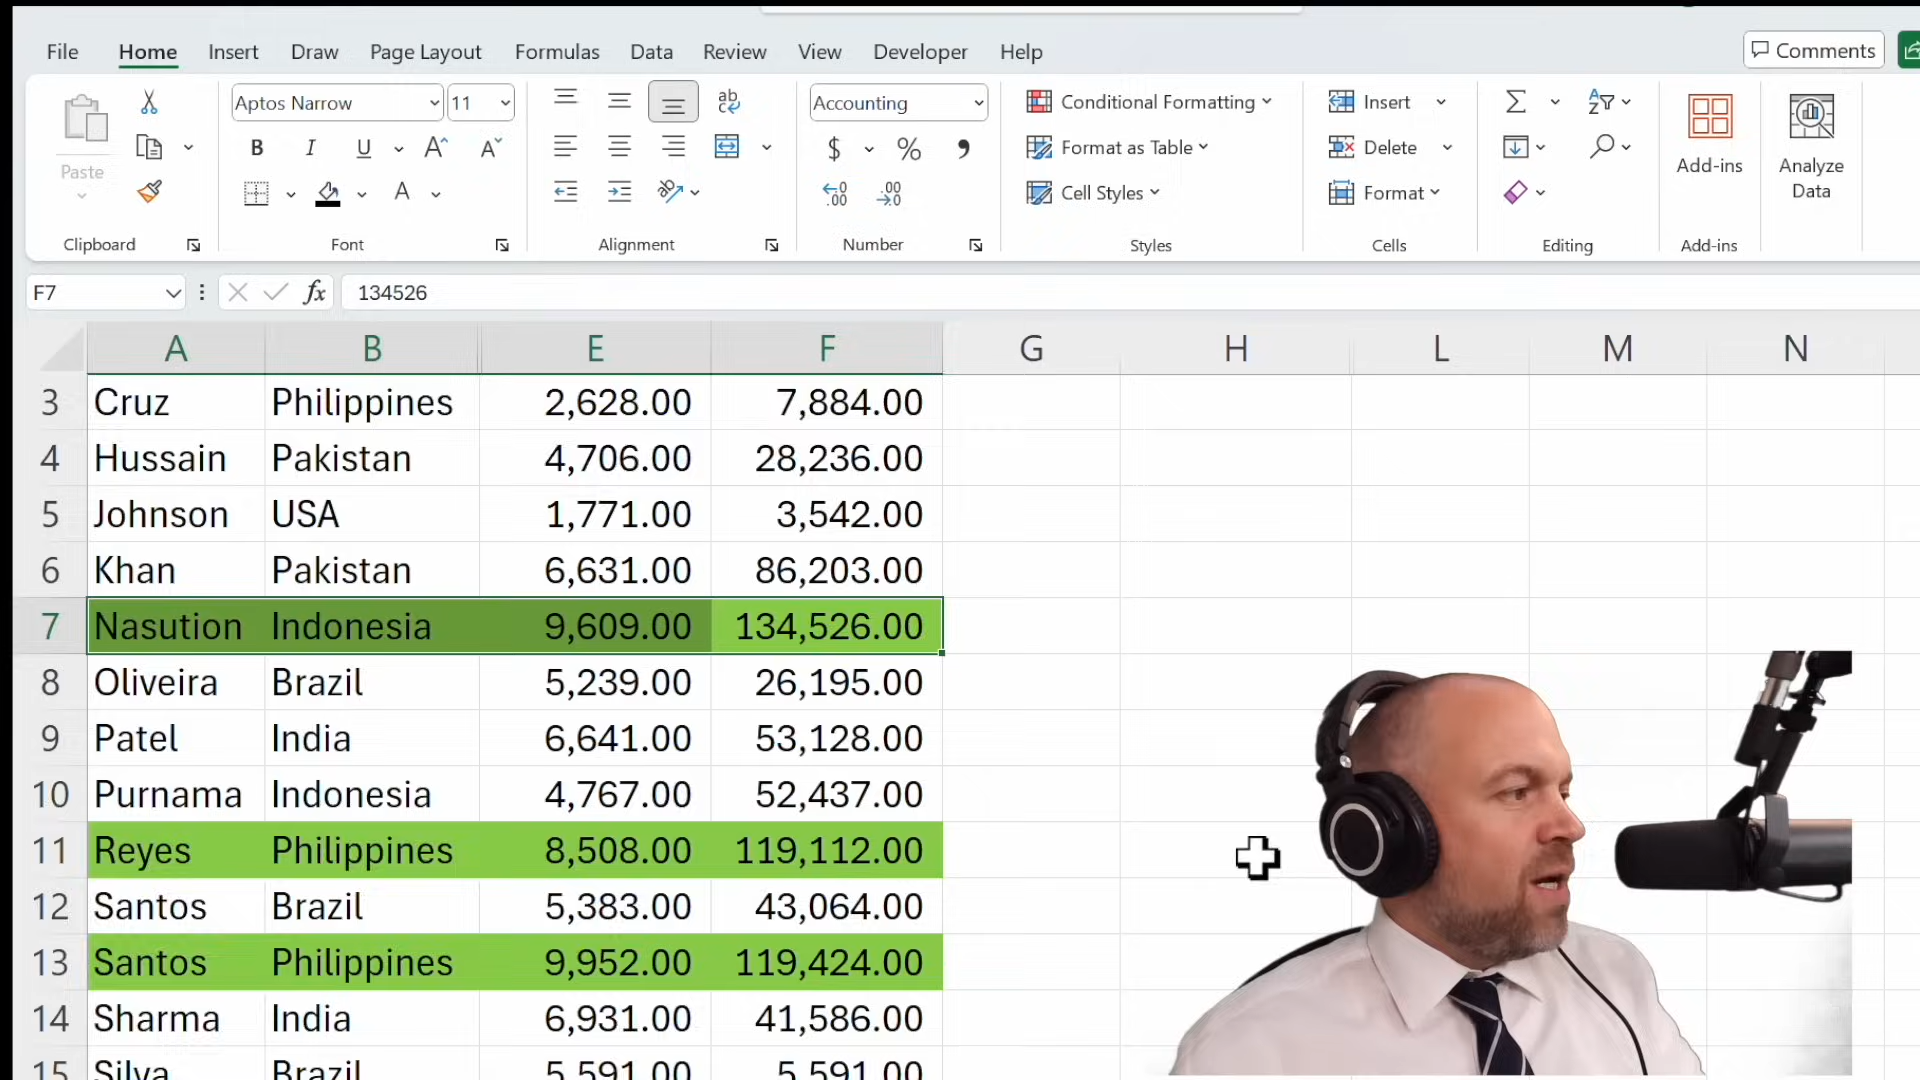 File Home Insert Draw Page Layout Formulas Data Review View Developer Help Comments
Aptos Narrow 11 ab Accounting Conditional Formatting Insert
Paste B I U A A $ % , Format as Table Delete Add-ins Analyze Data
A Cell Styles Format
Clipboard Font Alignment Number Styles Cells Editing Add-ins
F7 fx 134526
A B E F G H L M N
3 Cruz Philippines 2,628.00 7,884.00
4 Hussain Pakistan 4,706.00 28,236.00
5 Johnson USA 1,771.00 3,542.00
6 Khan Pakistan 6,631.00 86,203.00
7 Nasution Indonesia 9,609.00 134,526.00
8 Oliveira Brazil 5,239.00 26,195.00
9 Patel India 6,641.00 53,128.00
10 Purnama Indonesia 4,767.00 52,437.00
11 Reyes Philippines 8,508.00 119,112.00
12 Santos Brazil 5,383.00 43,064.00
13 Santos Philippines 9,952.00 119,424.00
14 Sharma India 6,931.00 41,586.00
15 Silva Brazil 5,591.00 5,591.00